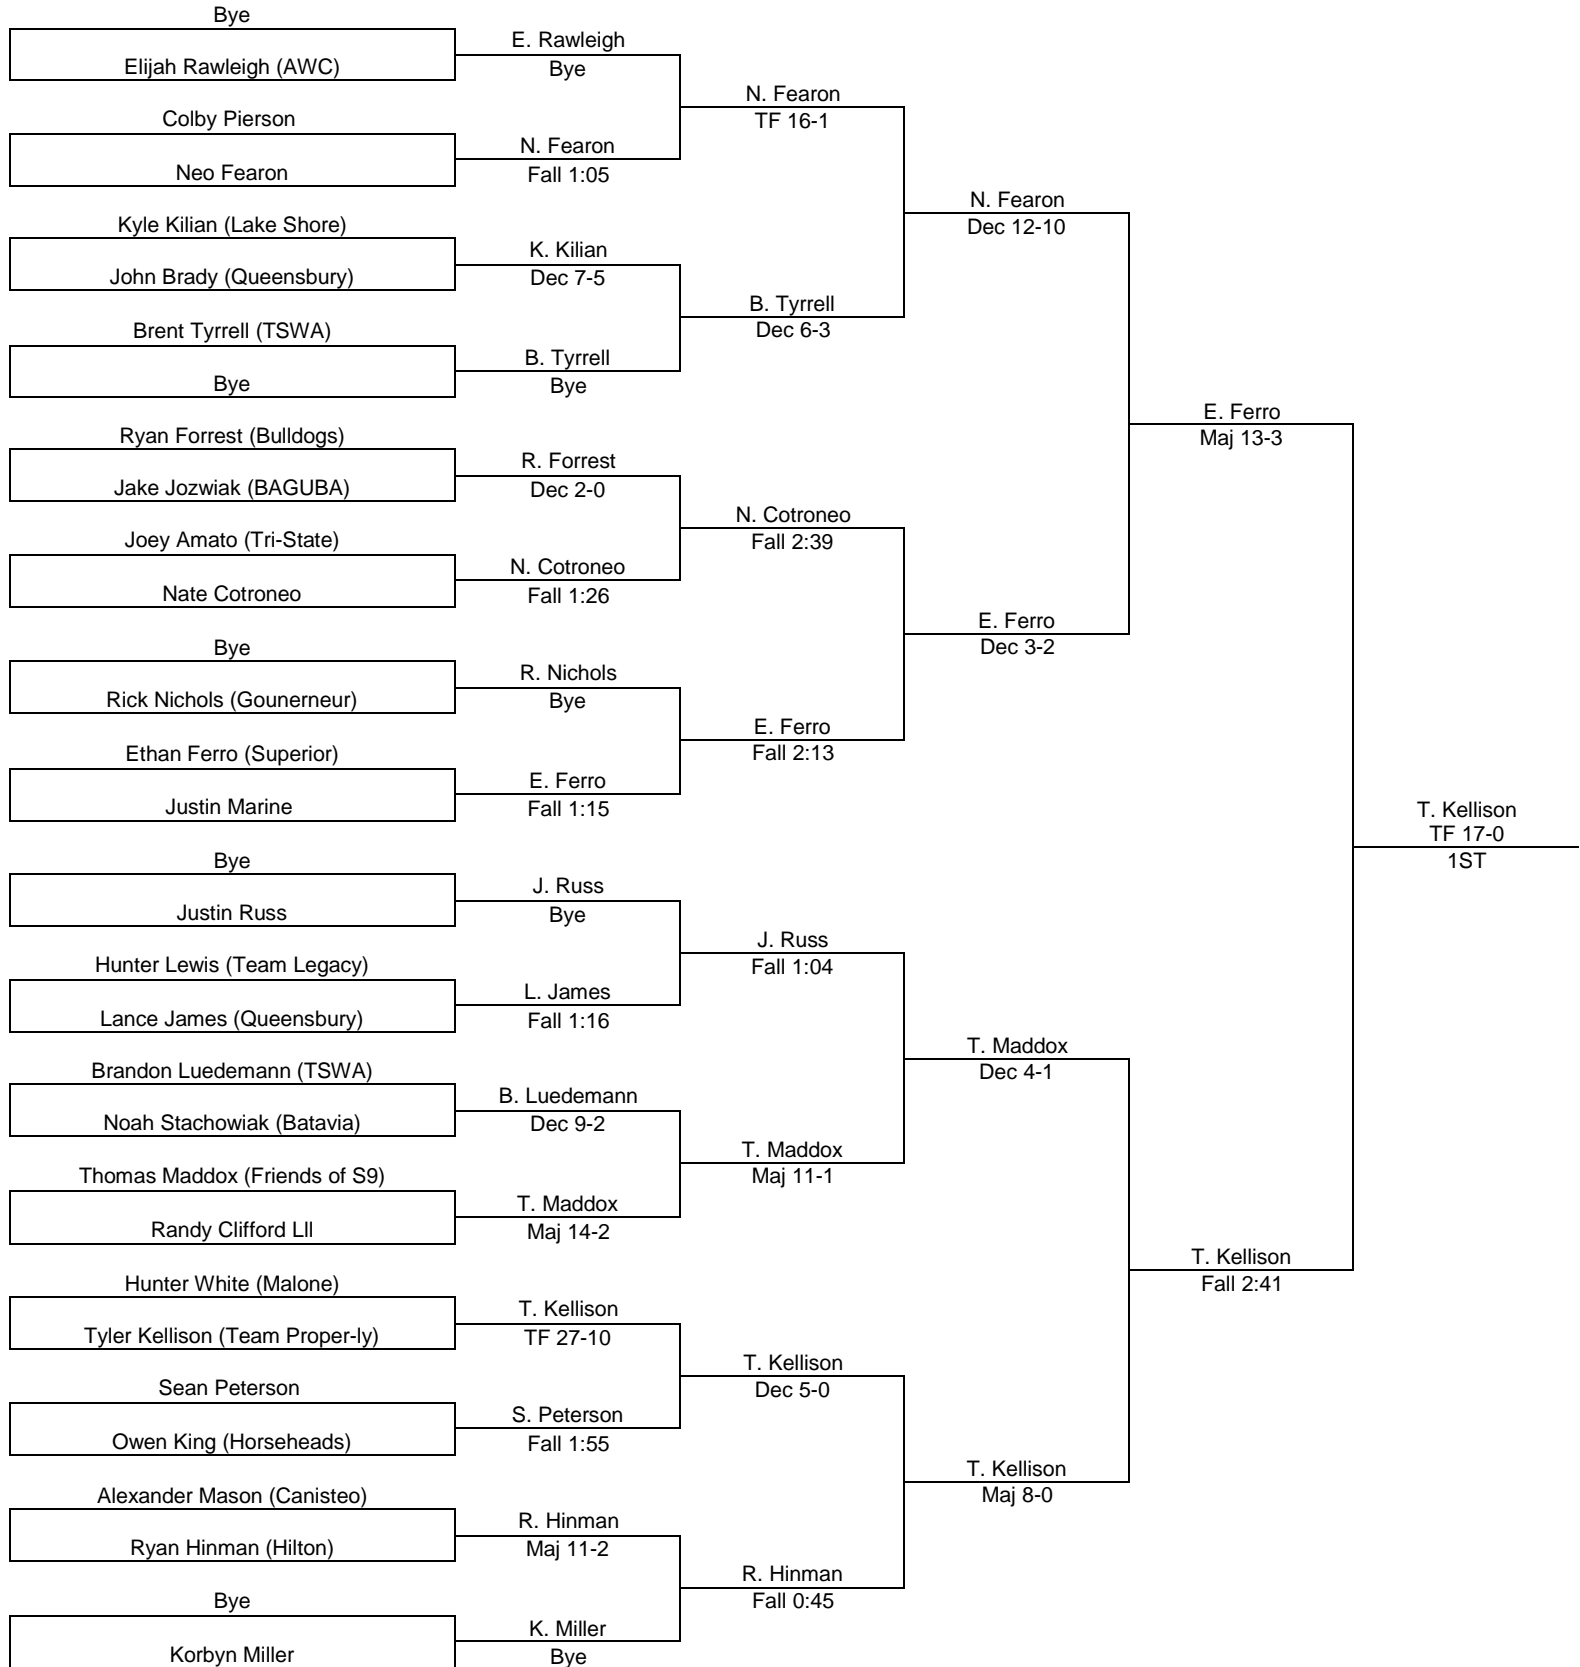 Bye
Elijah Rawleigh (AWC)
Colby Pierson
Neo Fearon
Kyle Kilian (Lake Shore)
John Brady (Queensbury)
Brent Tyrrell (TSWA)
Bye
Ryan Forrest (Bulldogs)
Jake Jozwiak (BAGUBA)
Joey Amato (Tri-State)
Nate Cotroneo
Bye
Rick Nichols (Gounerneur)
Ethan Ferro (Superior)
Justin Marine
Bye
Justin Russ
Hunter Lewis (Team Legacy)
Lance James (Queensbury)
Brandon Luedemann (TSWA)
Noah Stachowiak (Batavia)
Thomas Maddox (Friends of S9)
Randy Clifford Lll
Hunter White (Malone)
Tyler Kellison (Team Proper-ly)
Sean Peterson
Owen King (Horseheads)
Alexander Mason (Canisteo)
Ryan Hinman (Hilton)
Bye
Korbyn Miller
E. Rawleigh
Bye
N. Fearon
Fall 1:05
K. Kilian
Dec 7-5
B. Tyrrell
Bye
R. Forrest
Dec 2-0
N. Cotroneo
Fall 1:26
R. Nichols
Bye
E. Ferro
Fall 1:15
J. Russ
Bye
L. James
Fall 1:16
B. Luedemann
Dec 9-2
T. Maddox
Maj 14-2
T. Kellison
TF 27-10
S. Peterson
Fall 1:55
R. Hinman
Maj 11-2
K. Miller
Bye
N. Fearon
TF 16-1
B. Tyrrell
Dec 6-3
N. Cotroneo
Fall 2:39
E. Ferro
Fall 2:13
J. Russ
Fall 1:04
T. Maddox
Maj 11-1
T. Kellison
Dec 5-0
R. Hinman
Fall 0:45
N. Fearon
Dec 12-10
E. Ferro
Dec 3-2
T. Maddox
Dec 4-1
T. Kellison
Maj 8-0
E. Ferro
Maj 13-3
T. Kellison
Fall 2:41
T. Kellison
TF 17-0
1ST